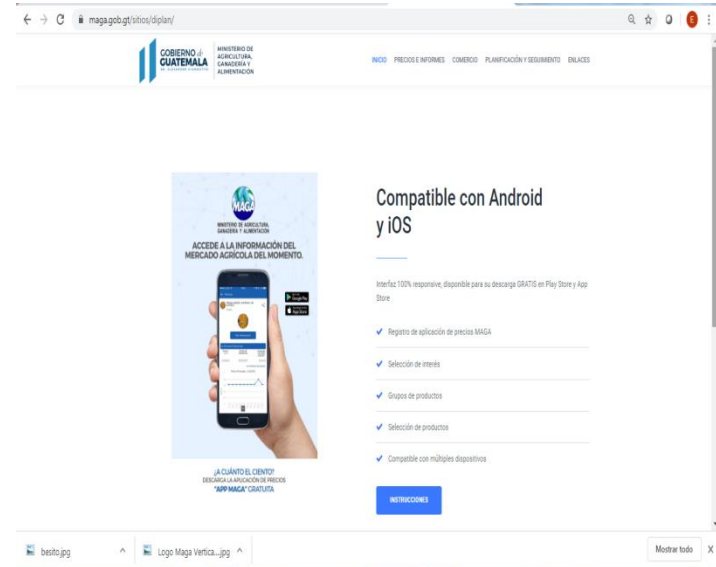 maga.gob.gt/sitios/diplan/
E
GOBIERNO de
GUATEMALA
MINISTERIO DE
AGRICULTURA,
GANADERÍA Y
ALIMENTACIÓN
INICIO PRECIOS E INFORMES COMERCIO PLANIFICACIÓN Y SEGUIMIENTO ENLACES
MAGA
MINISTERIO DE AGRICULTURA,
GANADERÍA Y ALIMENTACIÓN
ACCEDE A LA INFORMACIÓN DEL
MERCADO AGRÍCOLA DEL MOMENTO.
Google Play
App Store
¿A CUÁNTO EL CIENTO?
DESCARGA LA APLICACIÓN DE PRECIOS
"APP MAGA" GRATUITA
Compatible con Android
y iOS
Interfaz 100% responsive, disponible para su descarga GRATIS en Play Store y App
Store
Registro de aplicación de precios MAGA
Selección de interés
Grupos de productos
Selección de productos
Compatible con múltiples dispositivos
INSTRUCCIONES
besito.jpg
Logo Maga Vertica....jpg
Mostrar todo